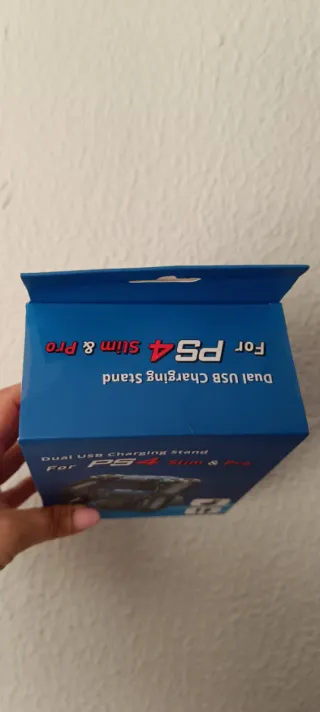 Dual USB Charging Stand
For PS4 Slim & Pro
Dual USB Charging Stand
For PS4 Slim & Pro